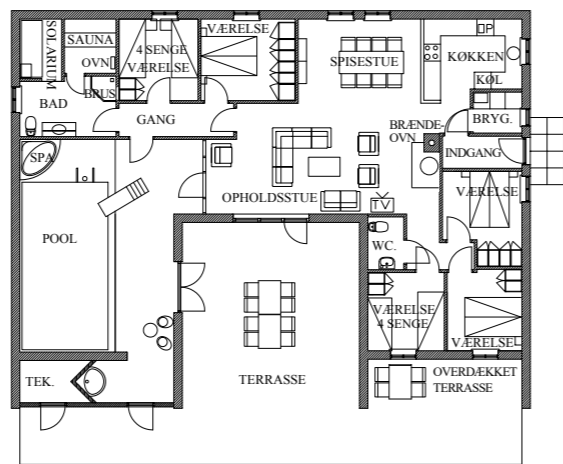 SOLARIUM
SAUNA
OVN
4 SENGE
VÆRELSE
VÆRELSE
SPISESTUE
KØKKEN
KØL
BAD
BRUS
GANG
BRYG.
BRÆNDE-
OVN
INDGANG
SPA
OPHOLDSSTUE
TV
VÆRELSE
POOL
WC.
VÆRELSE
4 SENGE
VÆRELSE
TERRASSE
TEK.
OVERDÆKKET
TERRASSE